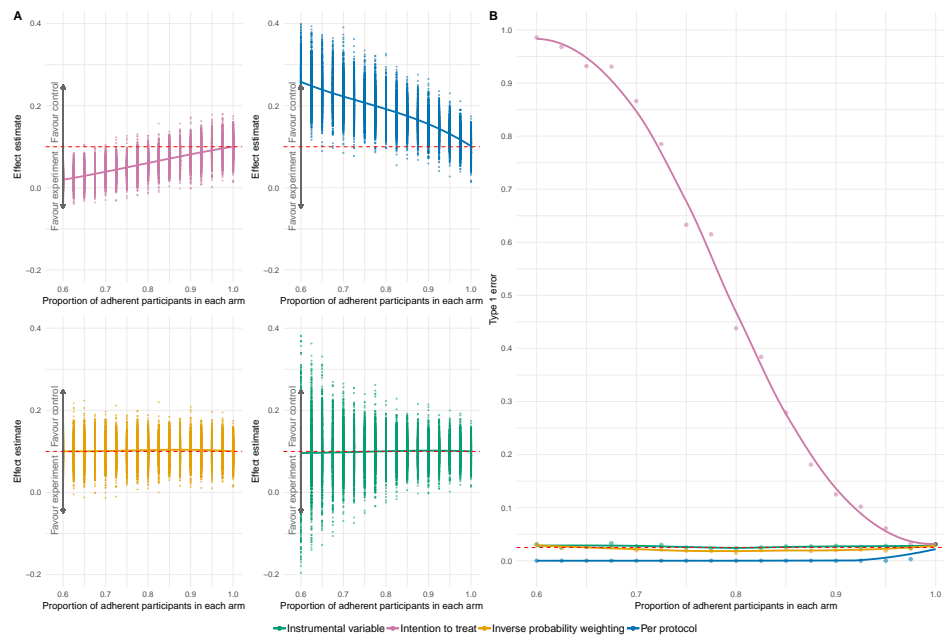 A
B
0.4
0.2
0.0
−0.2
Effect estimate
Favour experiment
Favour control
0.6
0.7
0.8
0.9
1.0
Proportion of adherent participants in each arm
0.4
0.2
0.0
−0.2
Effect estimate
Favour experiment
Favour control
0.6
0.7
0.8
0.9
1.0
Proportion of adherent participants in each arm
0.4
0.2
0.0
−0.2
Effect estimate
Favour experiment
Favour control
0.6
0.7
0.8
0.9
1.0
Proportion of adherent participants in each arm
0.4
0.2
0.0
−0.2
Effect estimate
Favour experiment
Favour control
0.6
0.7
0.8
0.9
1.0
Proportion of adherent participants in each arm
1.0
0.9
0.8
0.7
0.6
0.5
0.4
0.3
0.2
0.1
0.0
Type 1 error
0.6
0.7
0.8
0.9
1.0
Proportion of adherent participants in each arm
Instrumental variable
Intention to treat
Inverse probability weighting
Per protocol